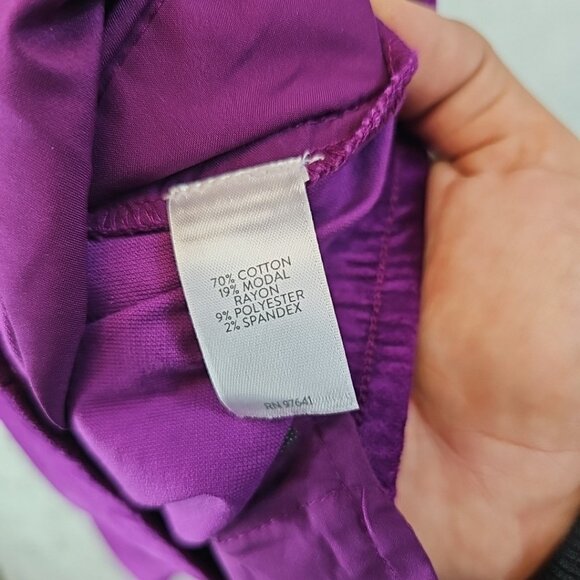 70% COTTON
19% MODAL
RAYON
9% POLYESTER
2% SPANDEX
RN 97641